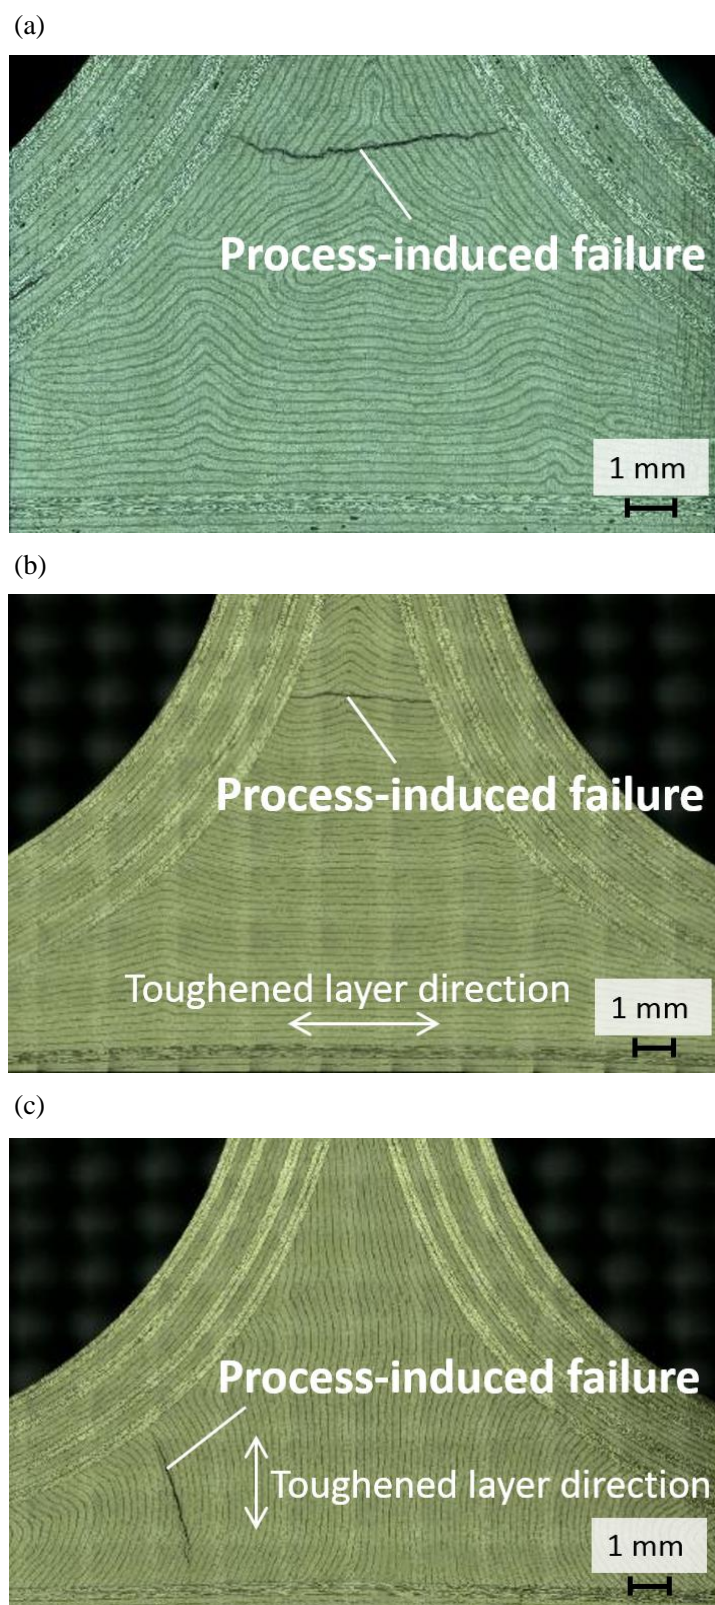 (a)
Process-induced failure
1 mm
(b)
Process-induced failure
Toughened layer direction
1 mm
(c)
Process-induced failure
Toughened layer direction
1 mm